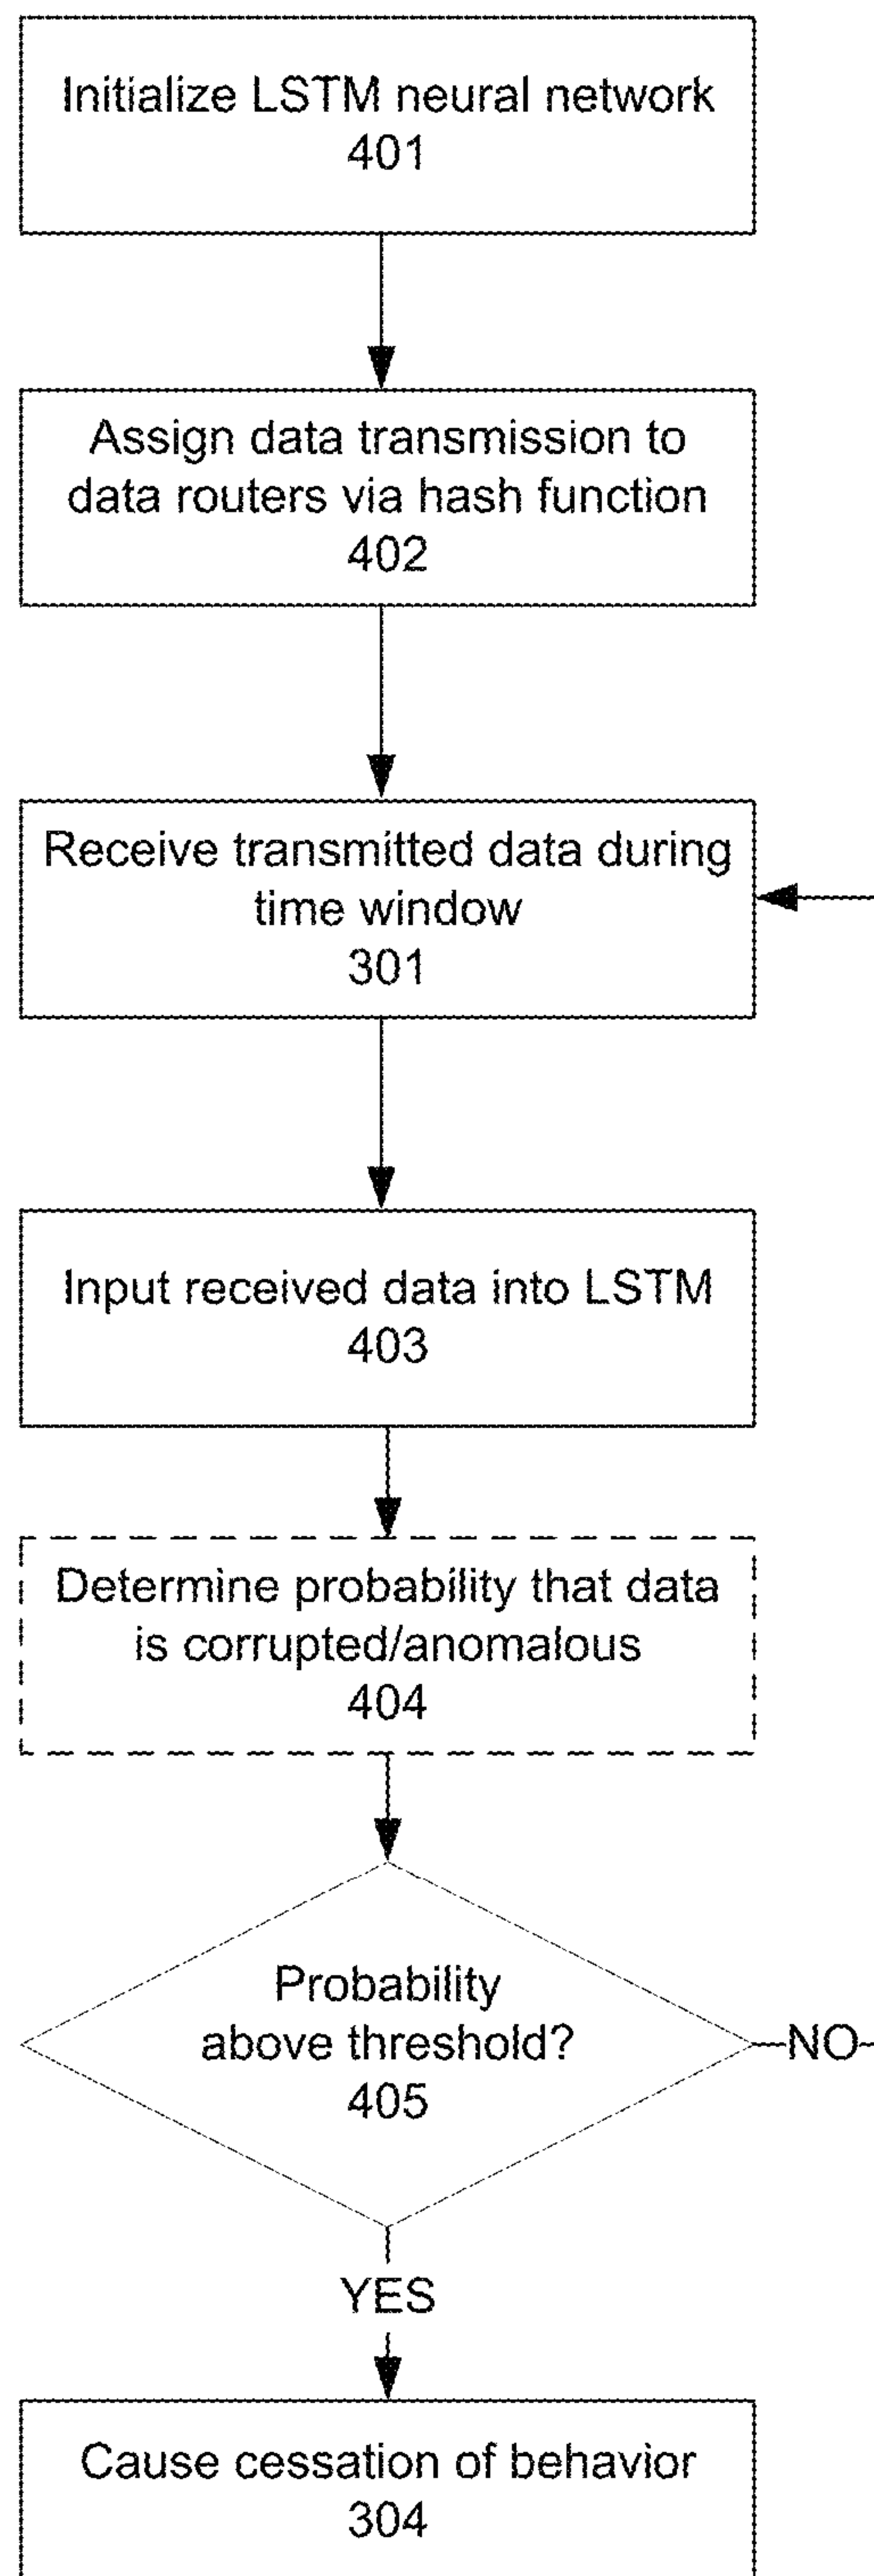 Initialize LSTM neural network
401
Assign data transmission to
data routers via hash function
402
Receive transmitted data during
time window
301
Input received data into LSTM
403
Determine probability that data
is corrupted/anomalous
404
Probability
above threshold?
405
NO
YES
Cause cessation of behavior
304